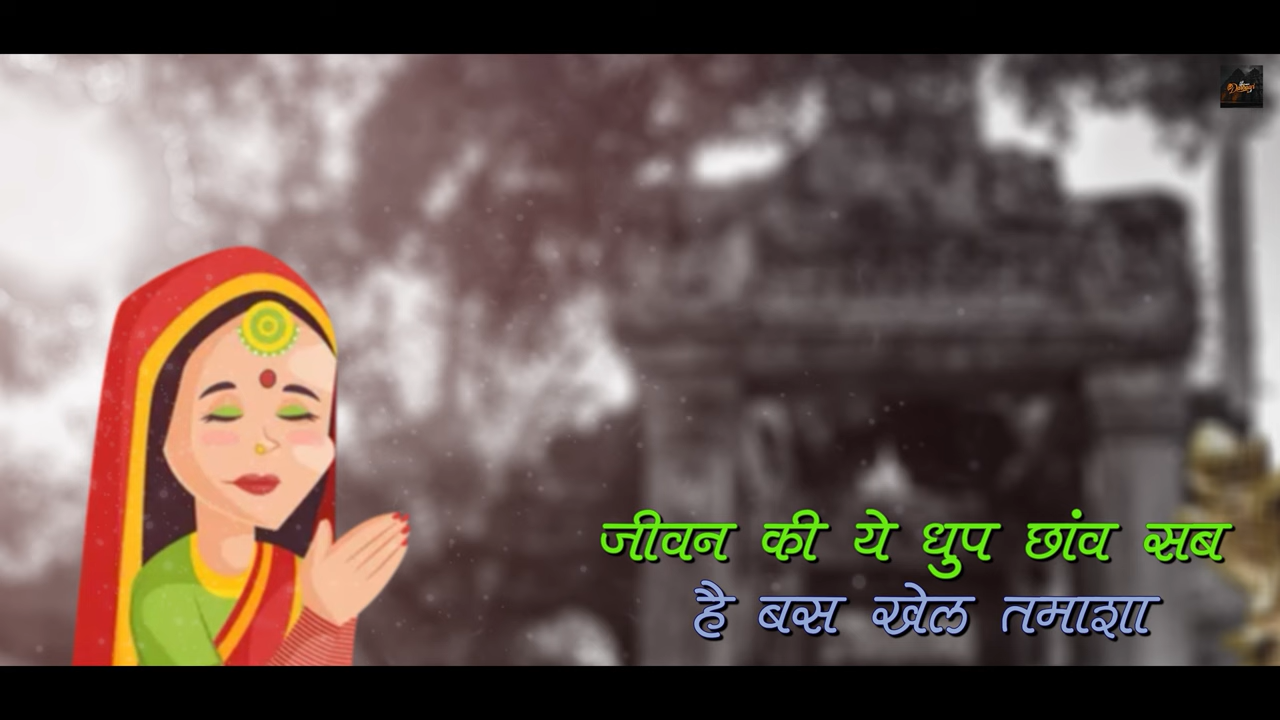 जीवन की ये धुप छांव सब
है बस खेल तमाशा